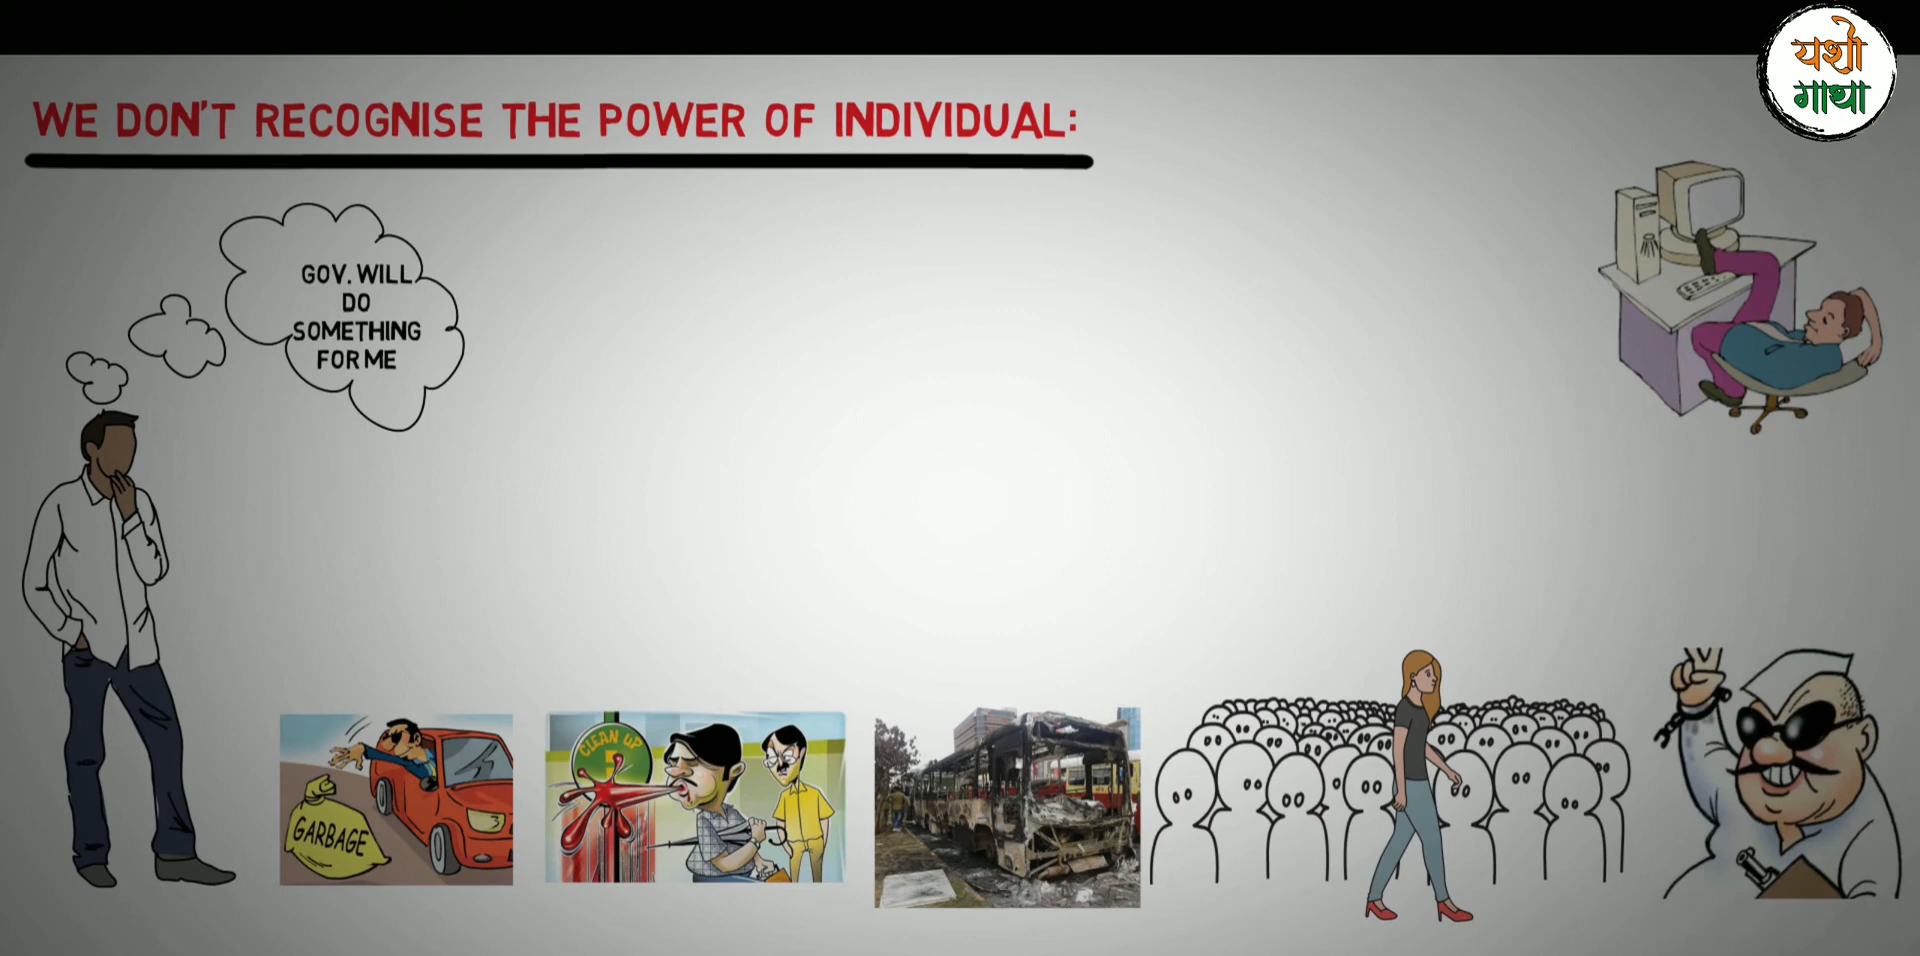 यशो
गाथा
WE DON'T RECOGNISE THE POWER OF INDIVIDUAL:
GOV. WILL
DO
SOMETHING
FOR ME
CLEAN UP
GARBAGE